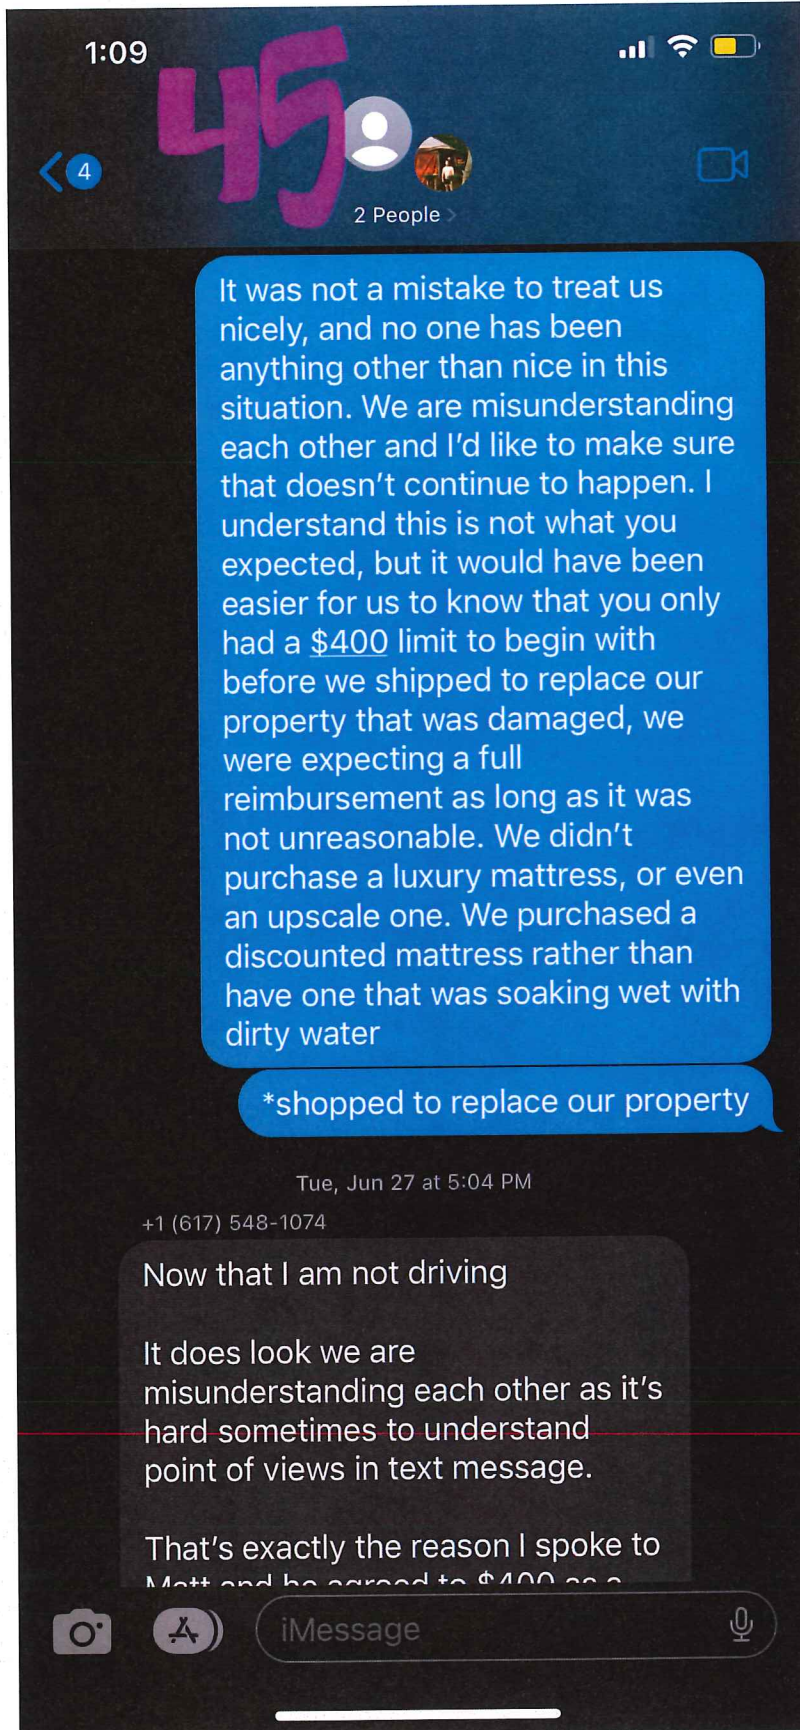 1:09
45
4
2 People >
It was not a mistake to treat us
nicely, and no one has been
anything other than nice in this
situation. We are misunderstanding
each other and I'd like to make sure
that doesn't continue to happen. I
understand this is not what you
expected, but it would have been
easier for us to know that you only
had a $400 limit to begin with
before we shipped to replace our
property that was damaged, we
were expecting a full
reimbursement as long as it was
not unreasonable. We didn't
purchase a luxury mattress, or even
an upscale one. We purchased a
discounted mattress rather than
have one that was soaking wet with
dirty water
*shopped to replace our property
Tue, Jun 27 at 5:04 PM
+1 (617) 548-1074
Now that I am not driving
It does look we are
misunderstanding each other as it's
hard sometimes to understand
point of views in text message.
That's exactly the reason I spoke to
Matt and he agreed to $400 as a
iMessage